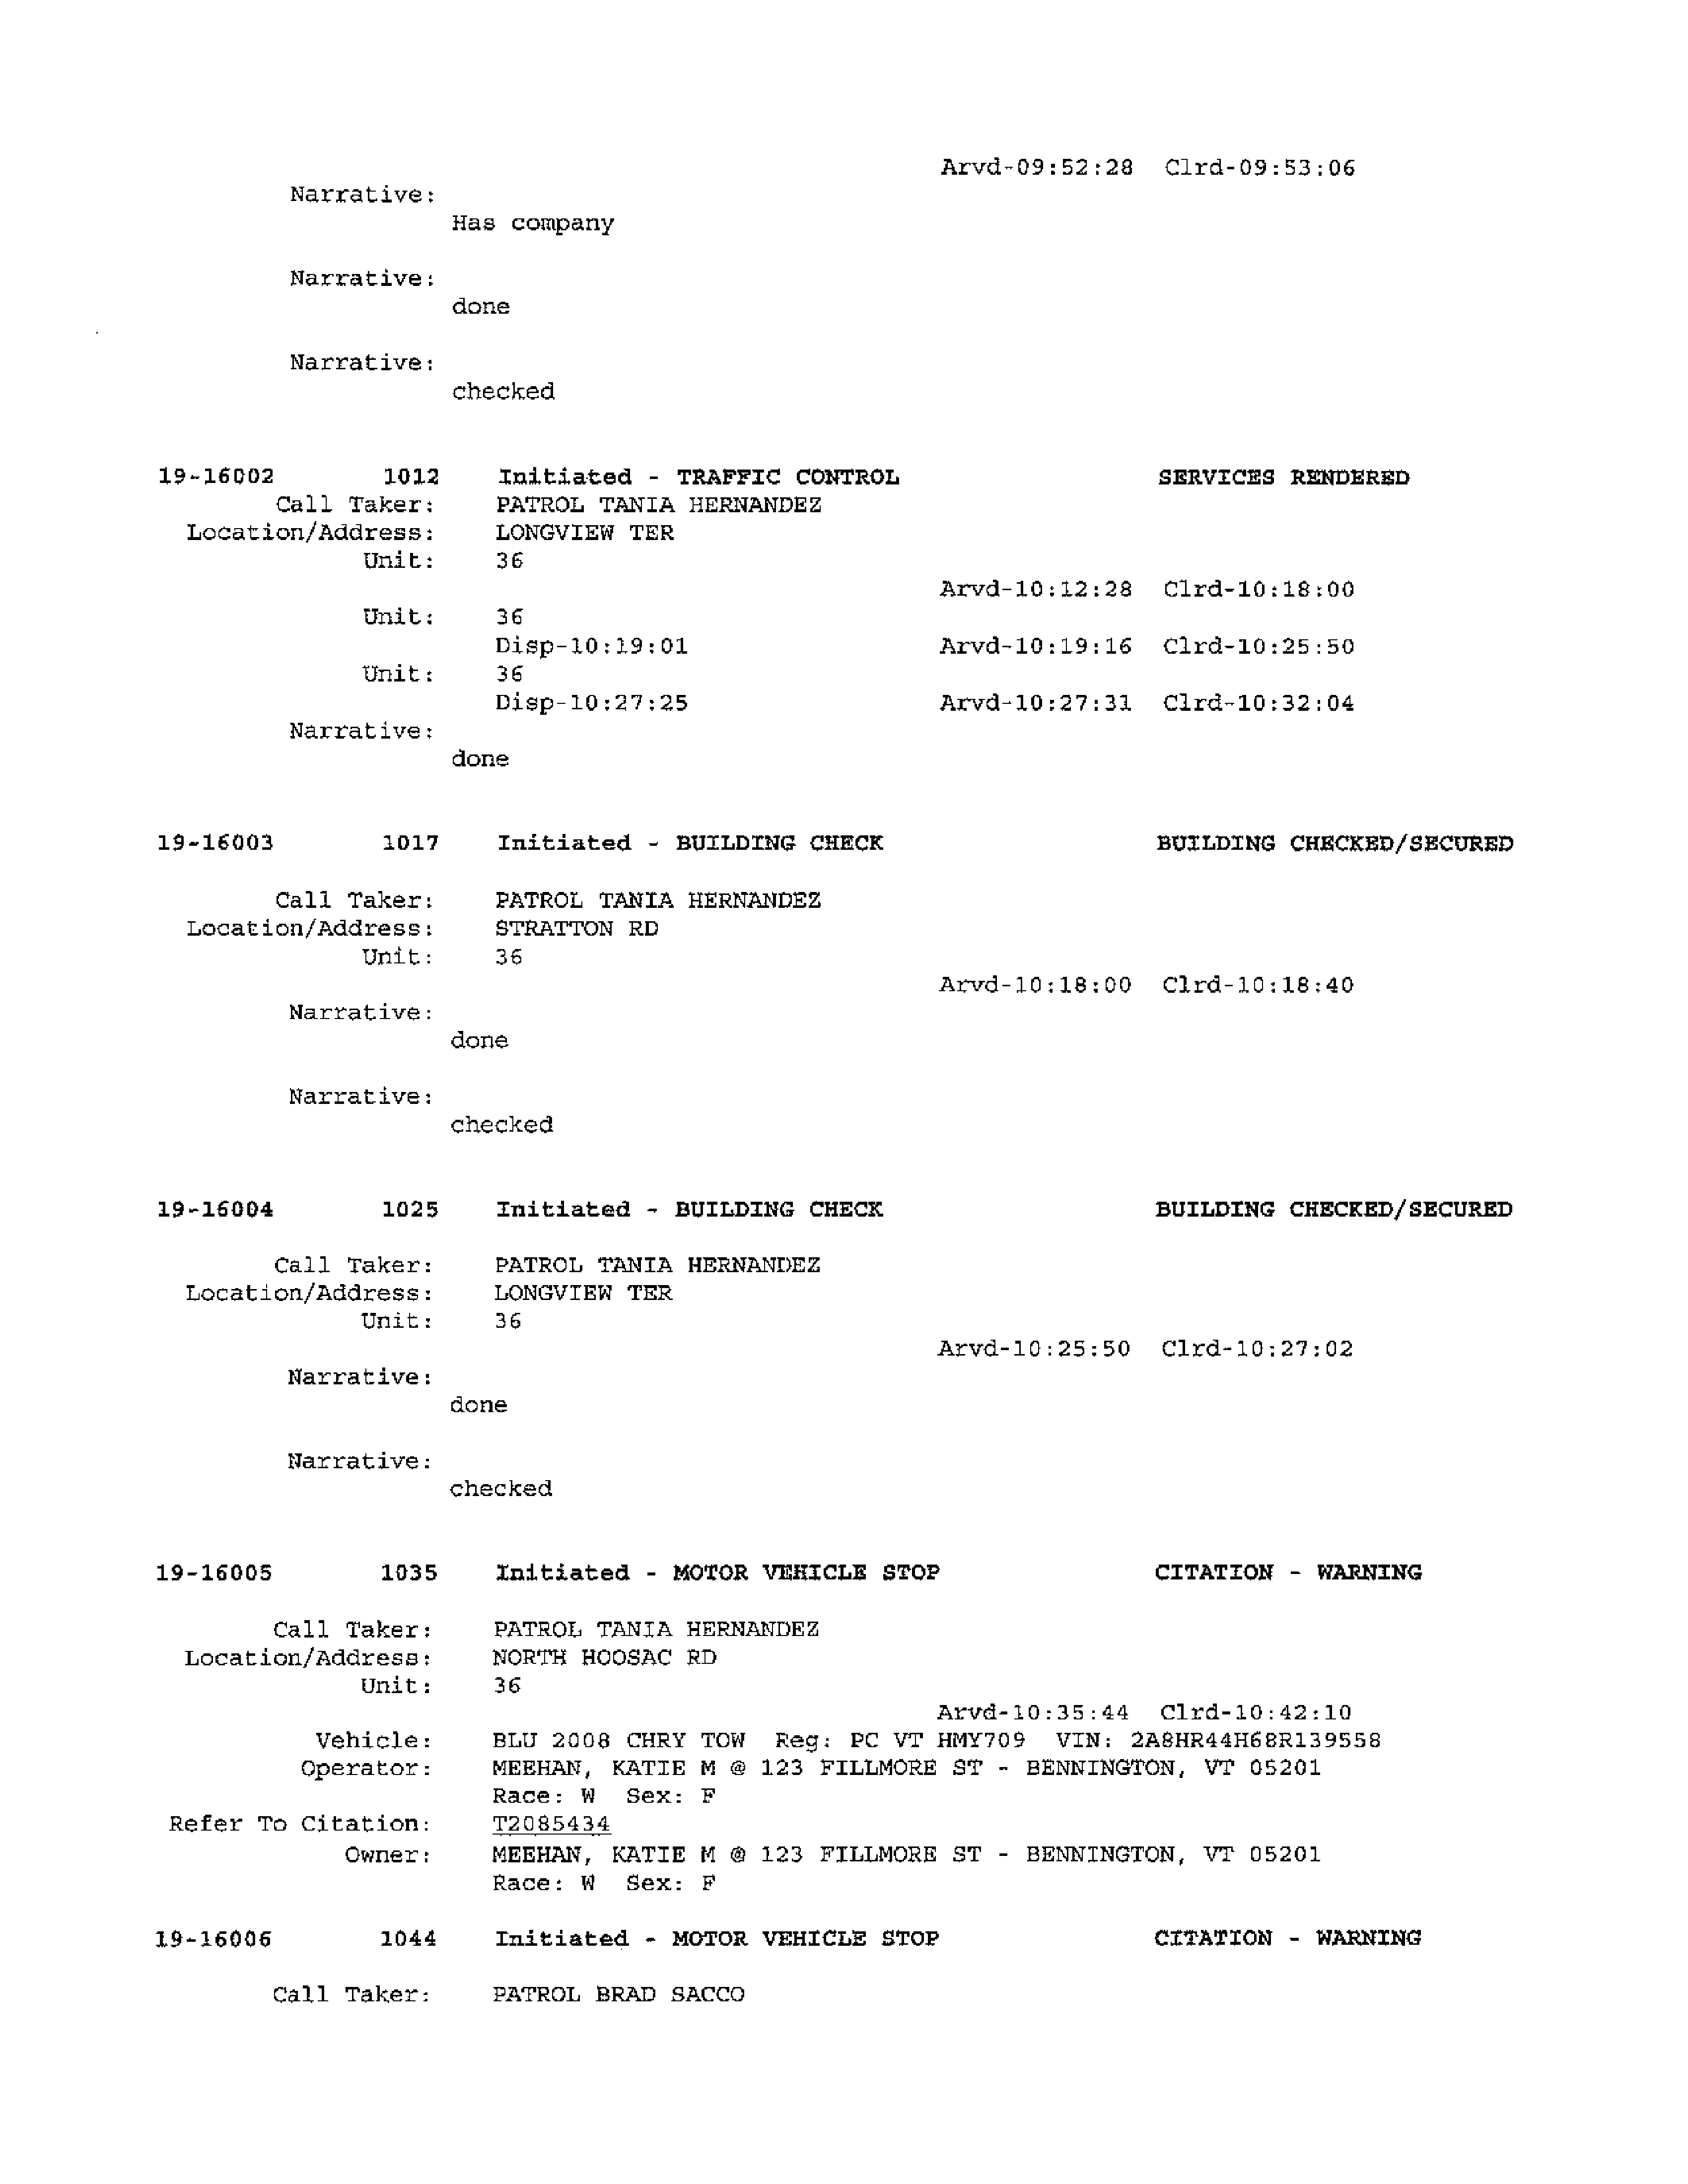 Arvd-09:52:28 Clrd-09:53:06
Narrative:
Has company
Narrative:
done
Narrative:
checked
19-16002 1012 Initiated - TRAFFIC CONTROL SERVICES RENDERED
Call Taker: PATROL TANIA HERNANDEZ
Location/Address: LONGVIEW TER
Unit: 36
Arvd-10:12:28 Clrd-10:18:00
Unit: 36
Disp-10:19:01 Arvd-10:19:16 Clrd-10:25:50
Unit: 36
Disp-10:27:25 Arvd-10:27:31 Clrd-10:32:04
Narrative:
done
19-16003 1017 Initiated - BUILDING CHECK BUILDING CHECKED/SECURED
Call Taker: PATROL TANIA HERNANDEZ
Location/Address: STRATTON RD
Unit: 36
Arvd-10:18:00 Clrd-10:18:40
Narrative:
done
Narrative:
checked
19-16004 1025 Initiated - BUILDING CHECK BUILDING CHECKED/SECURED
Call Taker: PATROL TANIA HERNANDEZ
Location/Address: LONGVIEW TER
Unit: 36
Arvd-10:25:50 Clrd-10:27:02
Narrative:
done
Narrative:
checked
19-16005 1035 Initiated - MOTOR VEHICLE STOP CITATION - WARNING
Call Taker: PATROL TANIA HERNANDEZ
Location/Address: NORTH HOOSAC RD
Unit: 36
Arvd-10:35:44 Clrd-10:42:10
Vehicle: BLU 2008 CHRY TOW Reg: PC VT HMY709 VIN: 2A8HR44H68R139558
Operator: MEEHAN, KATIE M @ 123 FILLMORE ST - BENNINGTON, VT 05201
Race: W Sex: F
Refer To Citation: T2085434
Owner: MEEHAN, KATIE M @ 123 FILLMORE ST - BENNINGTON, VT 05201
Race: W Sex: F
19-16006 1044 Initiated - MOTOR VEHICLE STOP CITATION - WARNING
Call Taker: PATROL BRAD SACCO